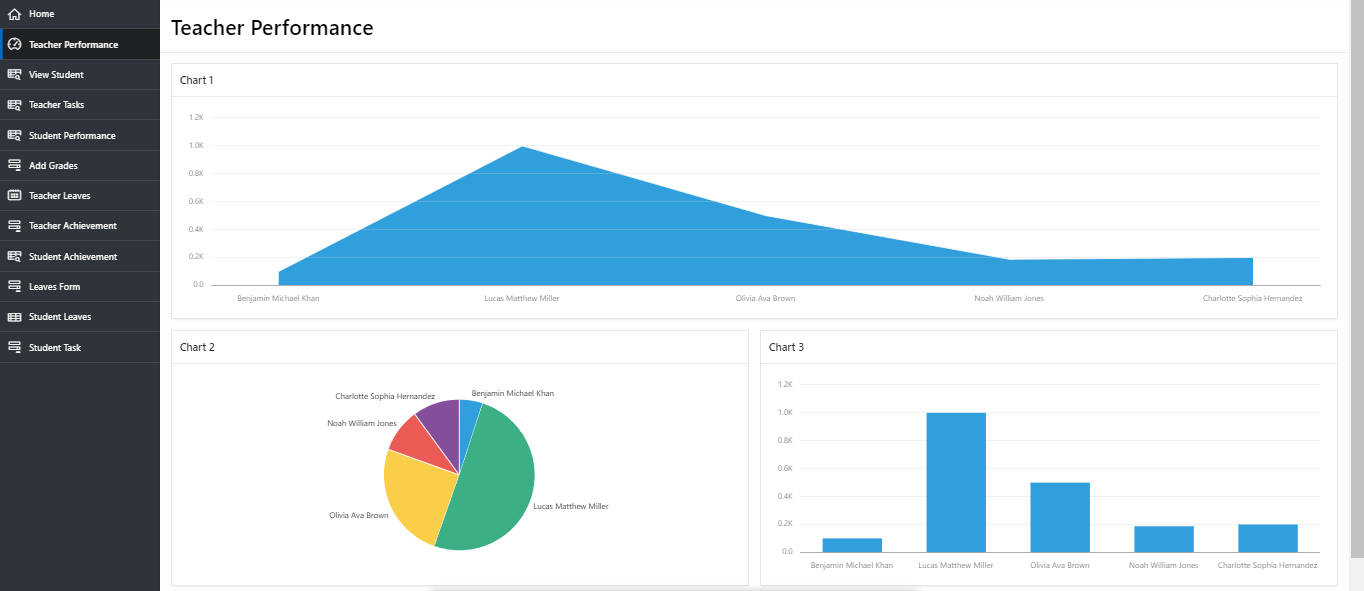 Home
Teacher Performance
View Student
Teacher Tasks
Student Performance
Add Grades
Teacher Leaves
Teacher Achievement
Student Achievement
Leaves Form
Student Leaves
Student Task
Teacher Performance
Chart 1
1.2K
1.0K
0.8K
0.6K
0.4K
0.2K
0.0
Benjamin Michael Khan
Lucas Matthew Miller
Olivia Ava Brown
Noah William Jones
Charlotte Sophia Hernandez
Chart 2
Charlotte Sophia Hernandez
Benjamin Michael Khan
Noah William Jones
Lucas Matthew Miller
Olivia Ava Brown
Chart 3
1.2K
1.0K
0.8K
0.6K
0.4K
0.2K
0.0
Benjamin Michael Khan
Lucas Matthew Miller
Olivia Ava Brown
Noah William Jones
Charlotte Sophia Hernandez